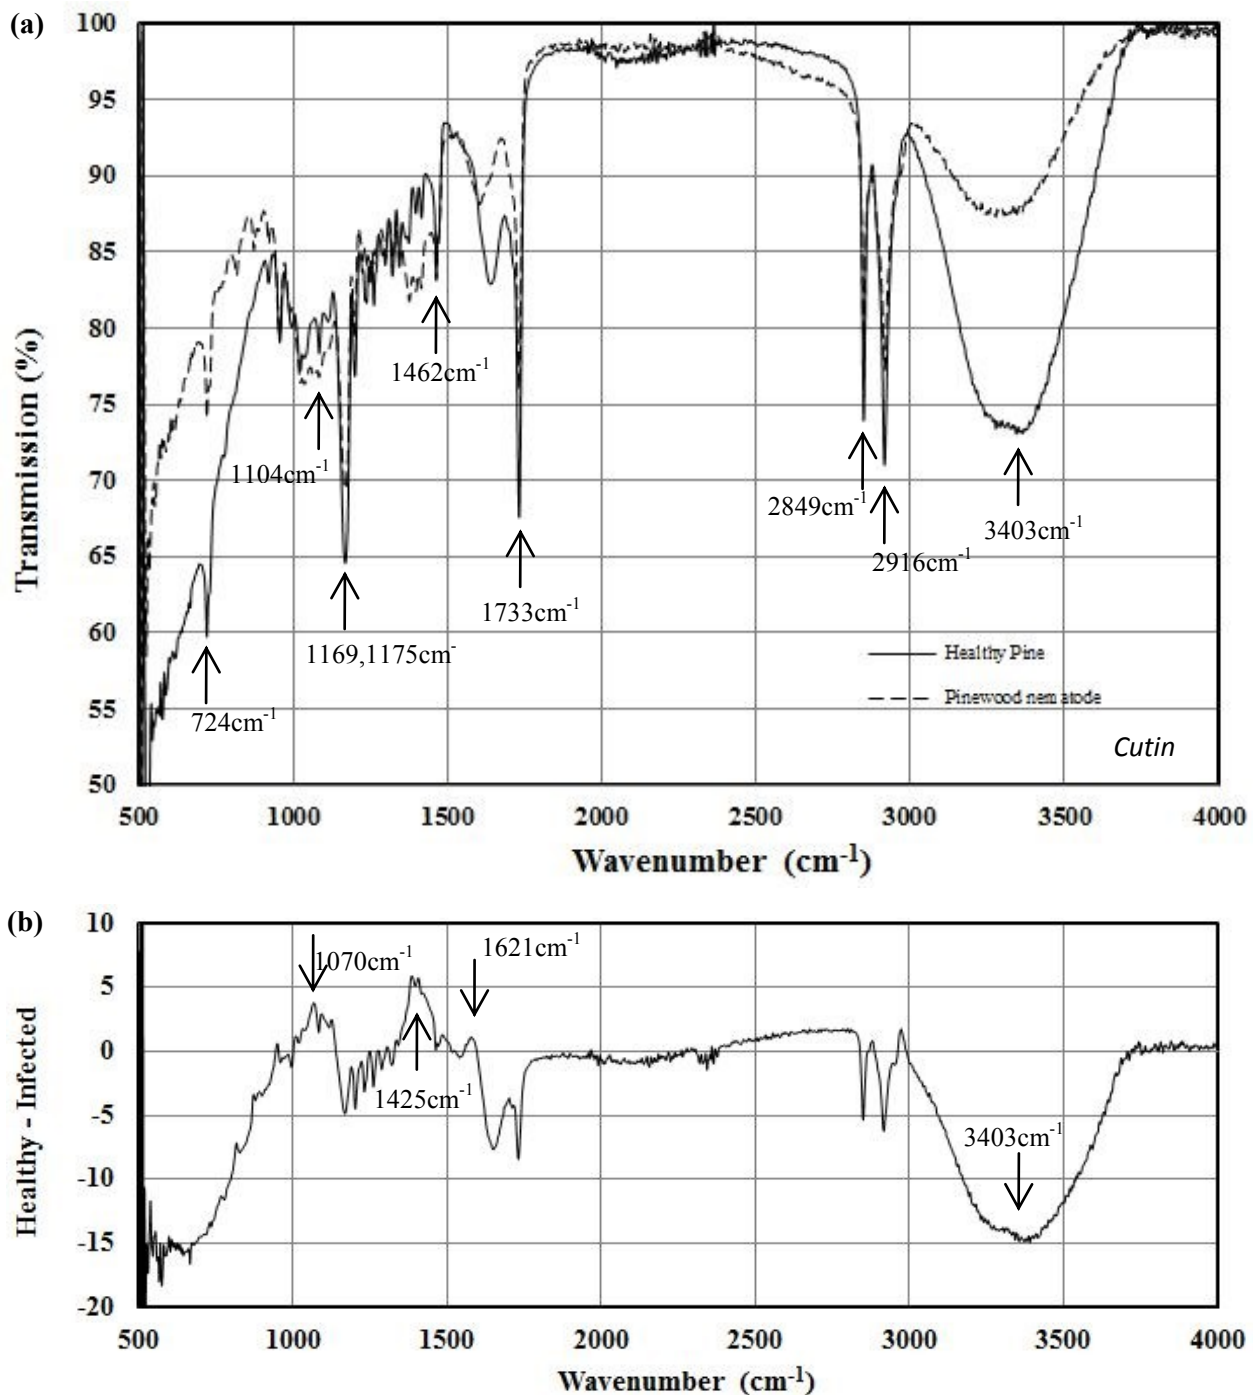 (a)
Transmission (%)
100
95
90
85
80
75
70
65
60
55
50
1462cm-1
1104cm-1
2849cm-1
3403cm-1
2916cm-1
1733cm-1
1169,1175cm-
724cm-1
Healthy Pine
Pinewood nematode
Cutin
500 1000 1500 2000 2500 3000 3500 4000
Wavenumber (cm-1)
(b)
Healthy - Infected
10
5
0
-5
-10
-15
-20
1070cm-1
1621cm-1
1425cm-1
3403cm-1
500 1000 1500 2000 2500 3000 3500 4000
Wavenumber (cm-1)